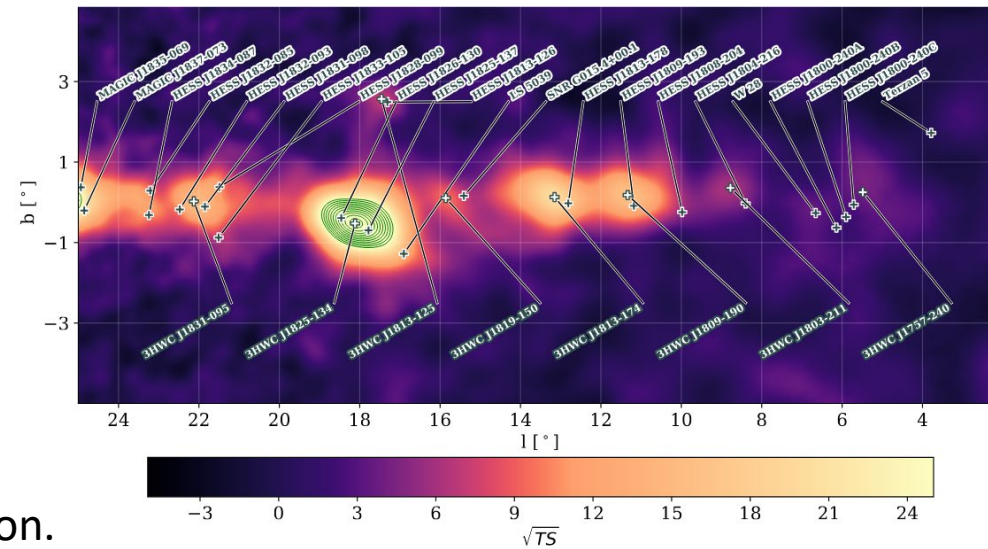 MAGIC J1835-069
MAGIC J1837-073
HESS J1834-087
HESS J1832-085
HESS J1832-093
HESS J1831-098
HESS J1833-105
HESS J1828-099
HESS J1826-130
HESS J1825-137
HESS J1813-126
LS 5039
SNR G015.4+00.1
HESS J1813-178
HESS J1809-193
HESS J1808-204
HESS J1804-216
W 28
HESS J1800-240A
HESS J1800-240B
HESS J1800-240C
Terzan 5
3
1
−1
−3
b [°]
3HWC J1831-095
3HWC J1825-134
3HWC J1813-125
3HWC J1819-150
3HWC J1813-174
3HWC J1809-190
3HWC J1803-211
3HWC J1757-240
24 22 20 18 16 14 12 10 8 6 4
l [°]
−3 0 3 6 9 12 15 18 21 24
√TS
on.